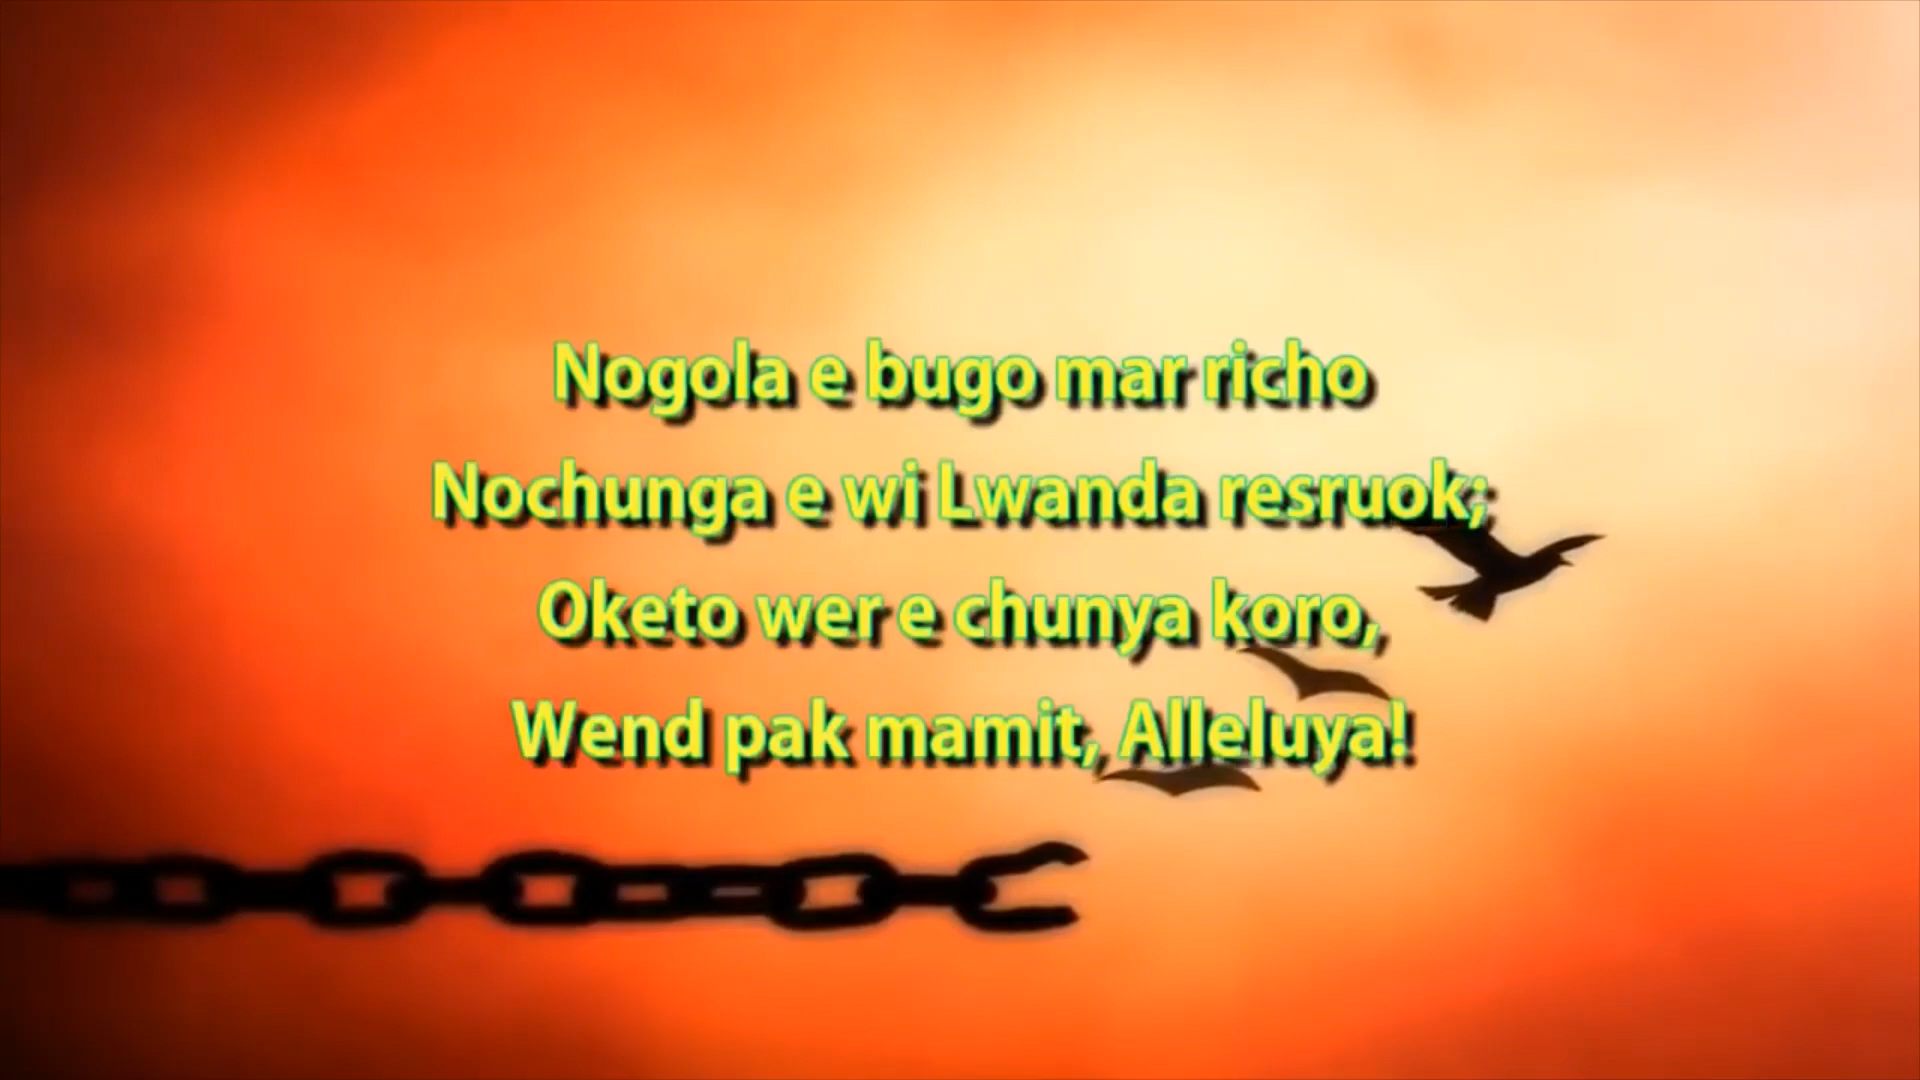 Nogola e bugo mar richo
Nochunga e wi Lwanda resruok;
Oketo wer e chunya koro,
Wend pak mamit, Alleluya!